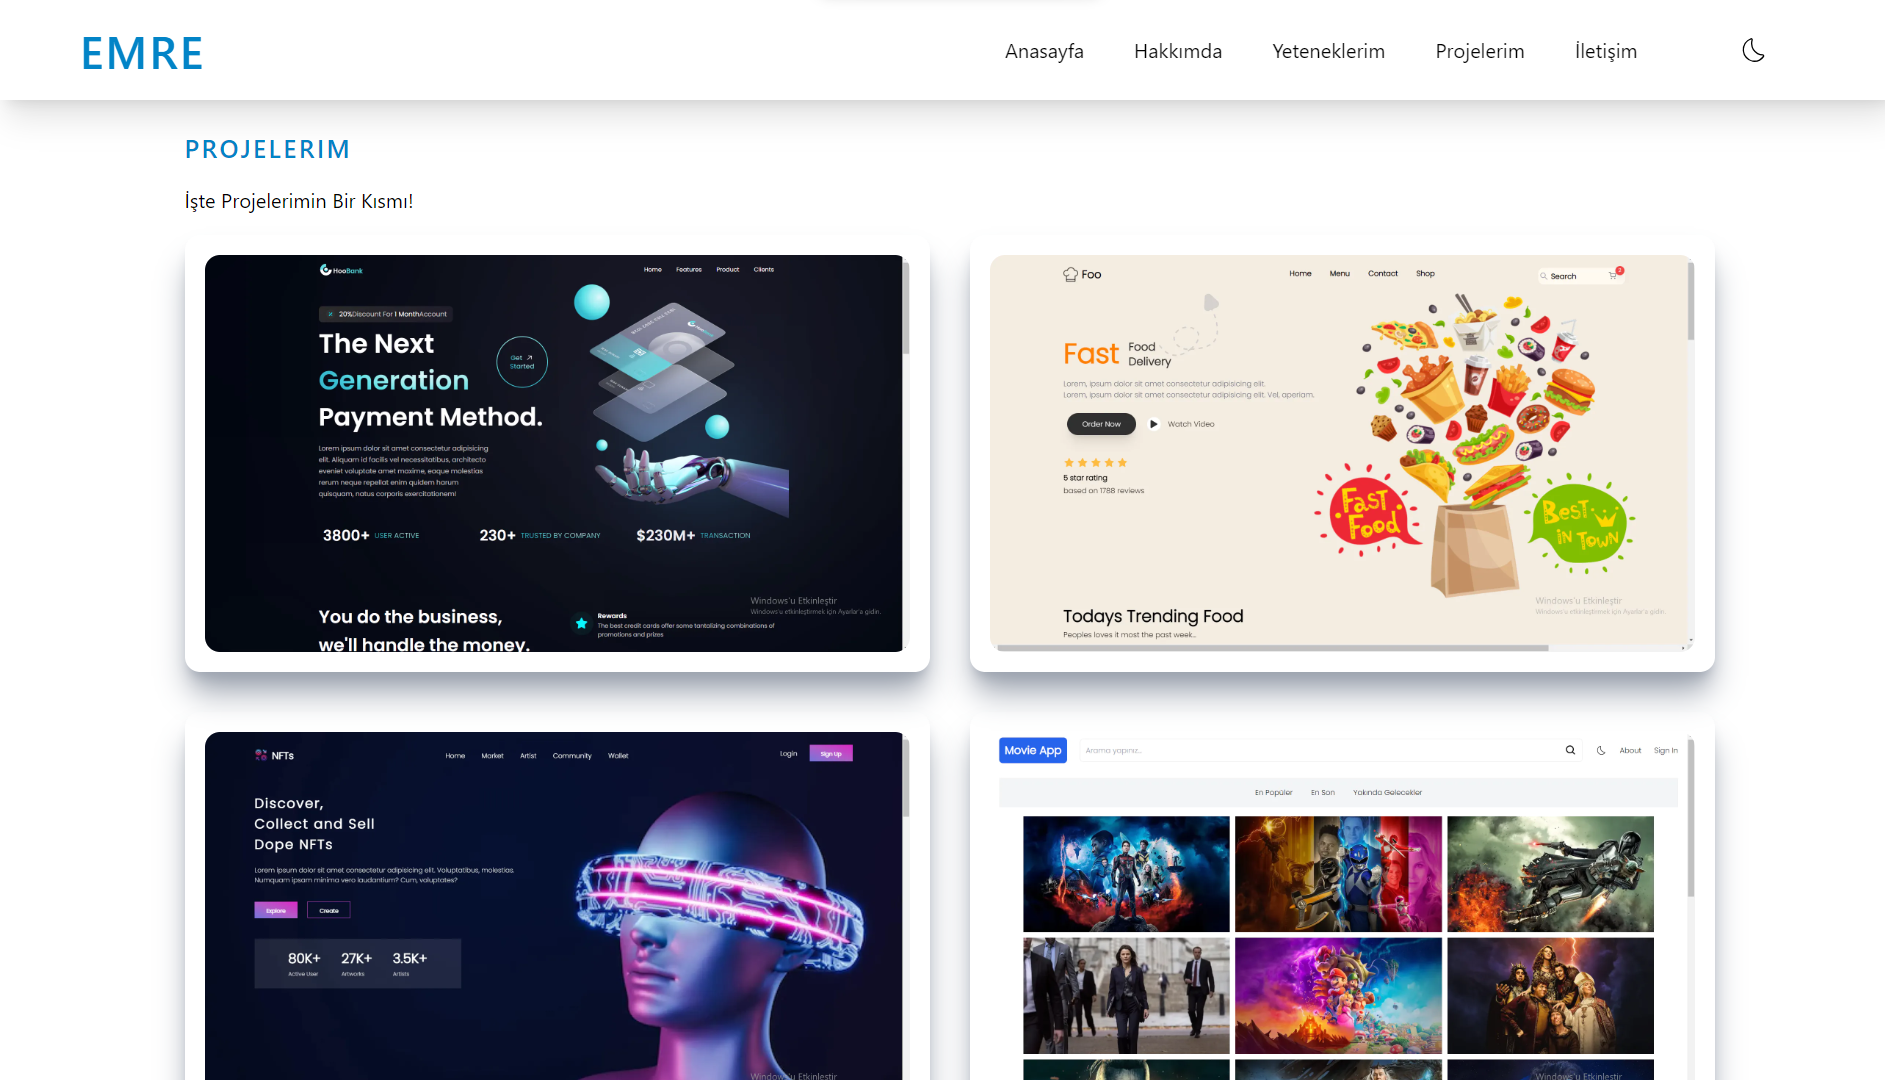 EMRE
Anasayfa
Hakkımda
Yeteneklerim
Projelerim
İletişim
PROJELERIM
İşte Projelerimin Bir Kısmı!
HooBank
Home
Features
Product
Clients
20%Discount For 1 MonthAccount
The Next
Generation
Payment Method.
Get
Started
Lorem ipsum dolor sit amet consectetur adipisicing
elit. Aliquam id facilis vel necessitatibus, architecto
eveniet voluptate amet maxime, eaque molestias
rerum neque repellat enim quidem harum
quisquam, natus corporis exercitationem!
3800+ USER ACTIVE
230+ TRUSTED BY COMPANY
$230M+ TRANSACTION
You do the business,
we'll handle the money.
Rewards
The best credit cards offer some tantalizing combinations of
promotions and prizes
Windows'u Etkinleştir
Windows'u etkinleştirmek için Ayarlar'a gidin.
Foo
Home
Menu
Contact
Shop
Search
Fast
Food
Delivery
Lorem, ipsum dolor sit amet consectetur adipisicing elit.
Lorem, ipsum dolor sit amet consectetur adipisicing elit. Vel, aperiam.
Order Now
Watch Video
5 star rating
based on 1788 reviews
FAST
Food
BEST
IN TOWN
Todays Trending Food
Peoples loves it most the past week...
Windows'u Etkinleştir
Windows'u etkinleştirmek için Ayarlar'a gidin.
NFTs
Home
Market
Artist
Community
Wallet
Login
Sign Up
Discover,
Collect and Sell
Dope NFTs
Lorem ipsum dolor sit amet consectetur adipisicing elit. Voluptatibus, molestias.
Numquam ipsam minima vero laudantium? Cum, voluptates?
Explore
Create
80K+
27K+
3.5K+
Active User
Artworks
Artists
Windows'u Etkinleştir
Movie App
Arama yapınız...
About
Sign In
En Popüler
En Son
Yakında Gelecekler
Windows'u Etkinleştir